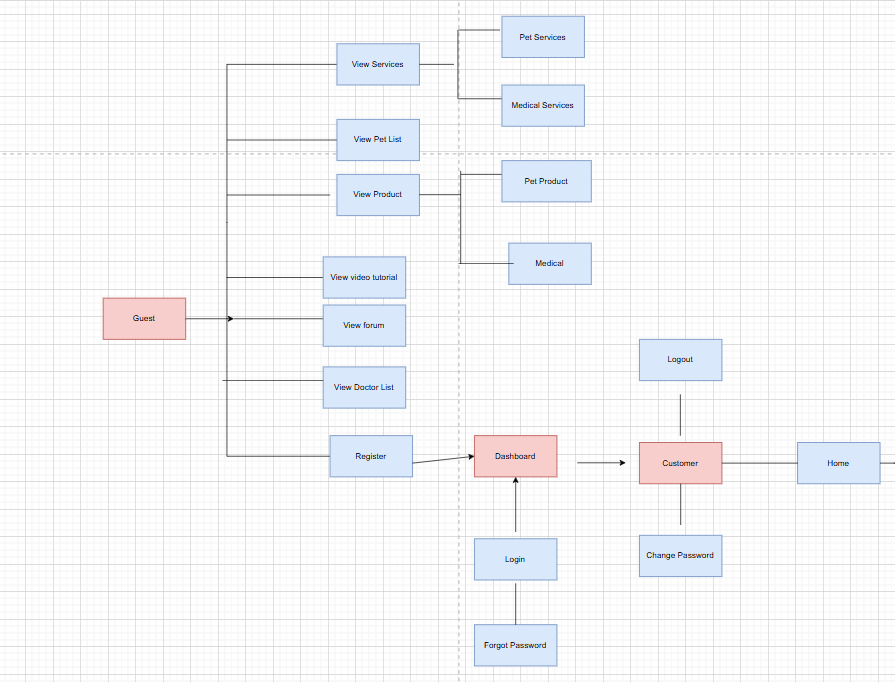 Pet Services
View Services
Medical Services
View Pet List
Pet Product
View Product
Medical
View video tutorial
Guest
View forum
Logout
View Doctor List
Register
Dashboard
Customer
Home
Login
Change Password
Forgot Password